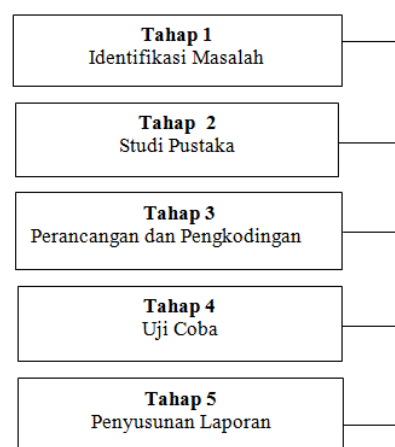 Tahap 1
Identifikasi Masalah
Tahap 2
Studi Pustaka
Tahap 3
Perancangan dan Pengkodingan
Tahap 4
Uji Coba
Tahap 5
Penyusunan Laporan